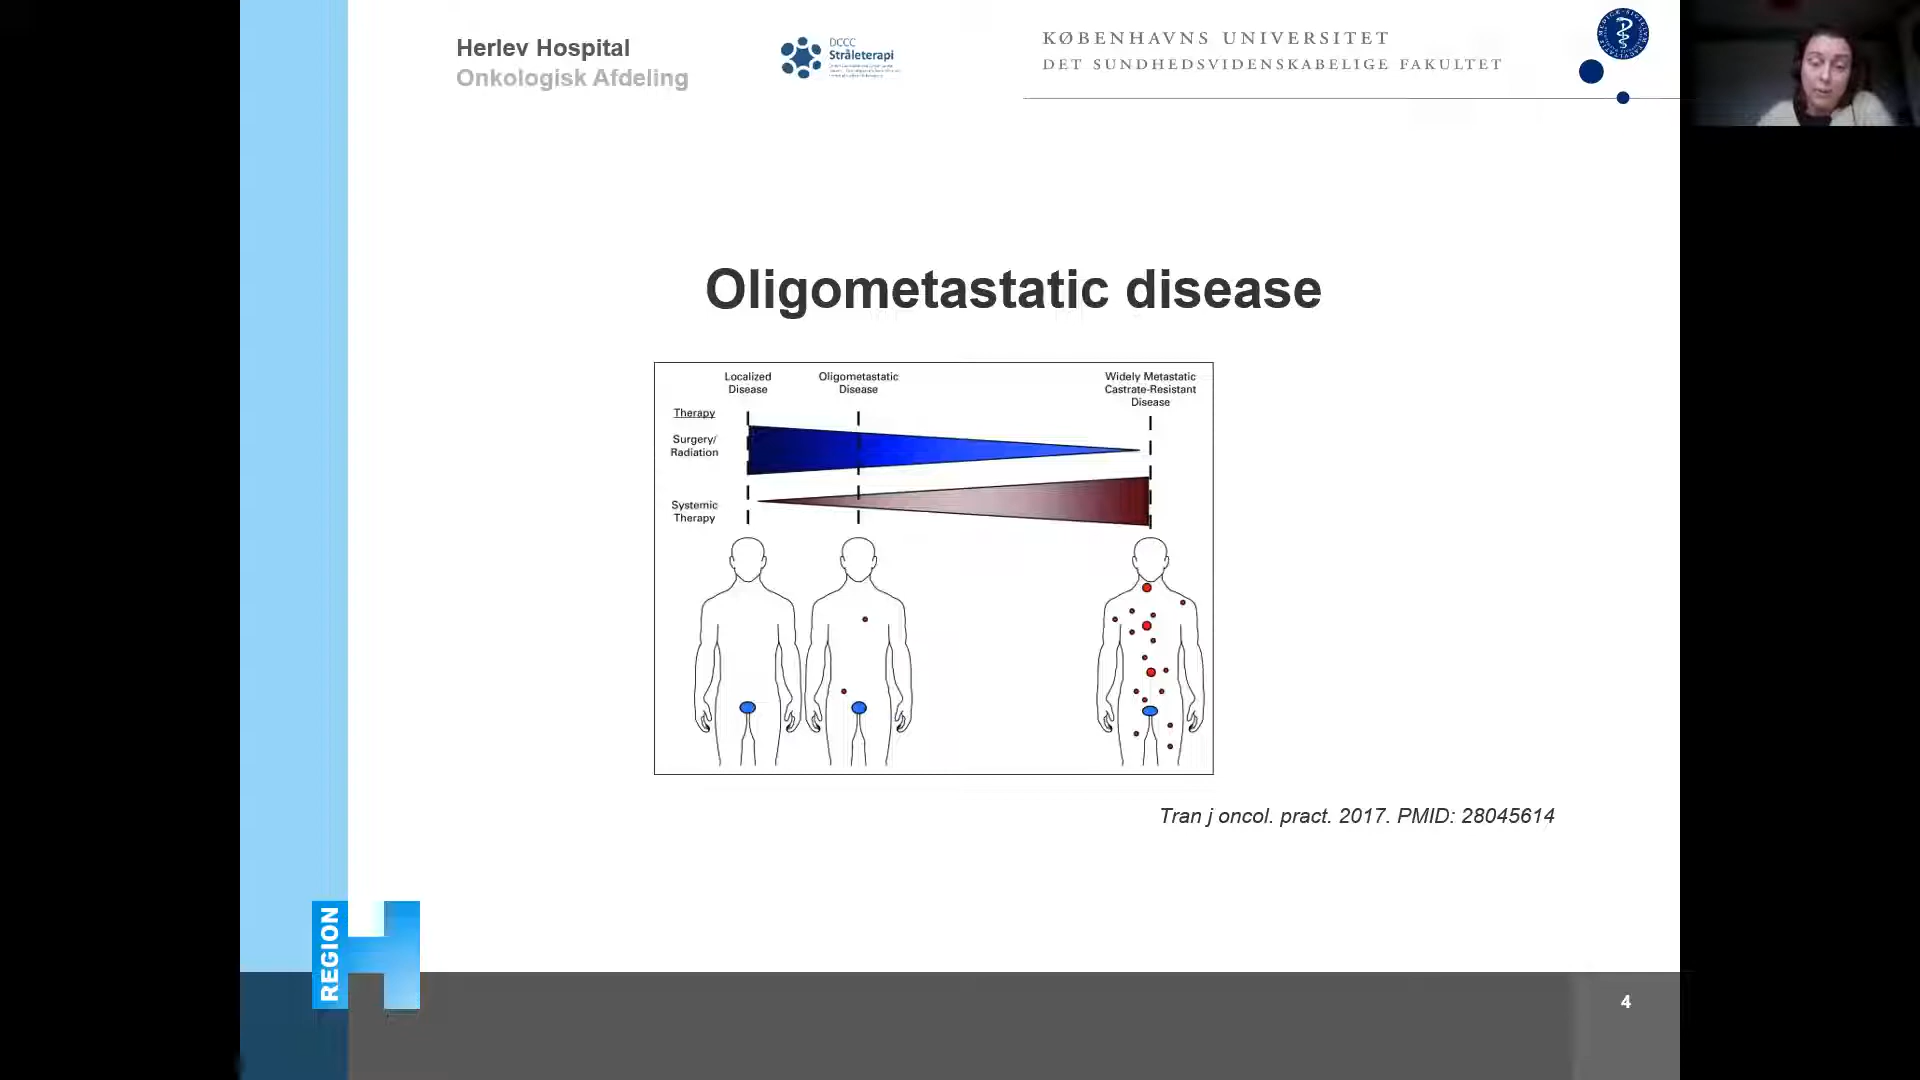 Herlev Hospital
Onkologisk Afdeling
DCCC
Stråleterapi
KØBENHAVNS UNIVERSITET
DET SUNDHEDSVIDENSKABELIGE FAKULTET
Oligometastatic disease
Localized
Disease
Oligometastatic
Disease
Widely Metastatic
Castrate-Resistant
Disease
Therapy
Surgery/
Radiation
Systemic
Therapy
Tran j oncol. pract. 2017. PMID: 28045614
REGION
4